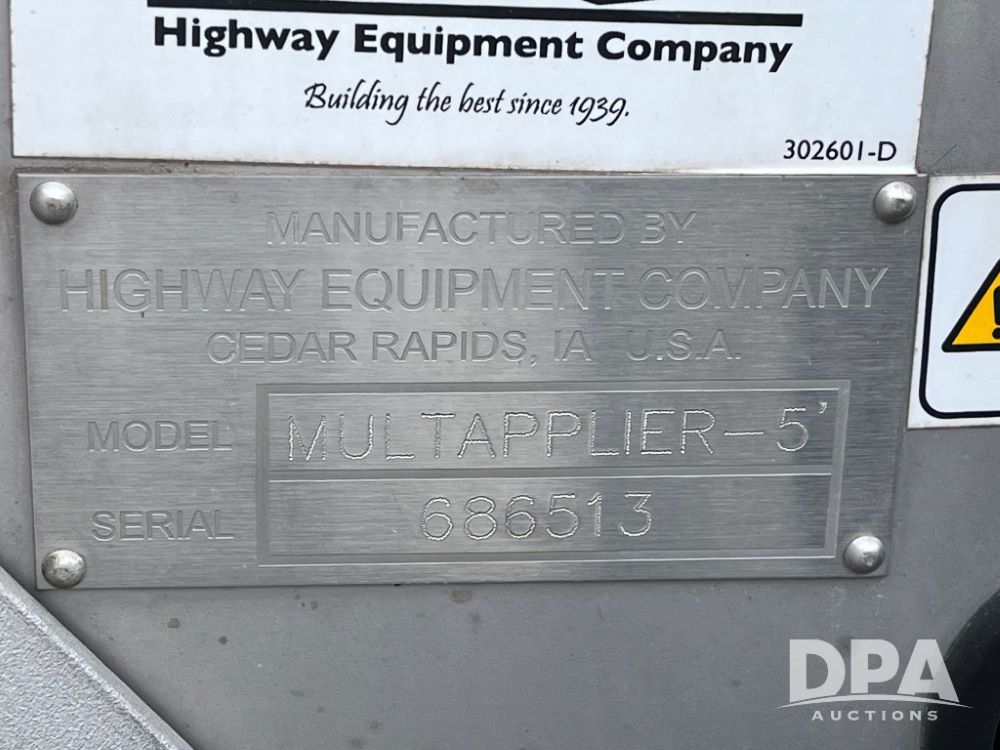 Highway Equipment Company
Building the best since 1939.
302601-D
MANUFACTURED BY
HIGHWAY EQUIPMENT COMPANY
CEDAR RAPIDS, IA U.S.A.
MODEL MULTAPPLIER-5'
SERIAL 686513
DPA
AUCTIONS